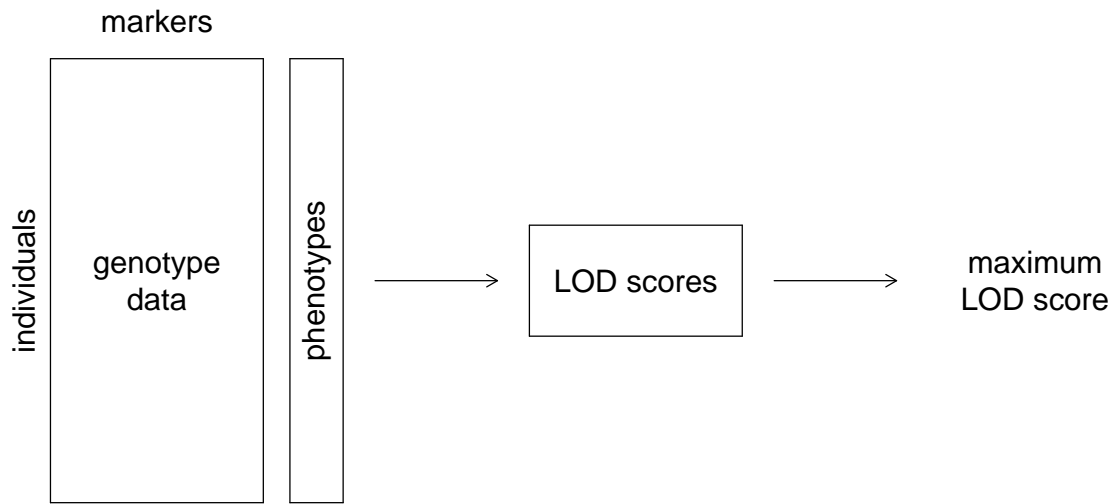 markers
individuals
genotype
data
phenotypes
LOD scores
maximum
LOD score